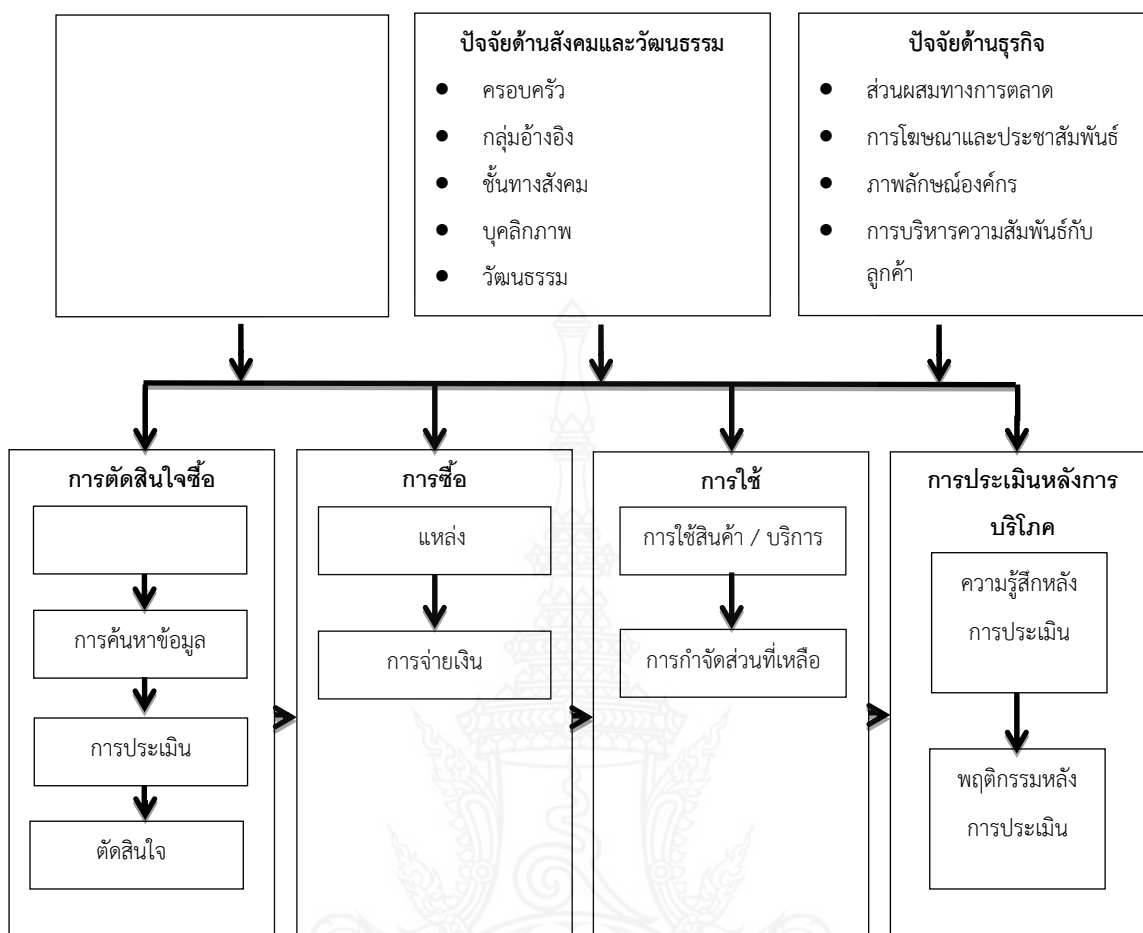 ปัจจัยด้านสังคมและวัฒนธรรม
● ครอบครัว
● กลุ่มอ้างอิง
● ชั้นทางสังคม
● บุคลิกภาพ
● วัฒนธรรม
ปัจจัยด้านธุรกิจ
● ส่วนผสมทางการตลาด
● การโฆษณาและประชาสัมพันธ์
● ภาพลักษณ์องค์กร
● การบริหารความสัมพันธ์กับ
ลูกค้า
การตัดสินใจซื้อ
การค้นหาข้อมูล
การประเมิน
ตัดสินใจ
การซื้อ
แหล่ง
การจ่ายเงิน
การใช้
การใช้สินค้า / บริการ
การกำจัดส่วนที่เหลือ
การประเมินหลังการ
บริโภค
ความรู้สึกหลัง
การประเมิน
พฤติกรรมหลัง
การประเมิน